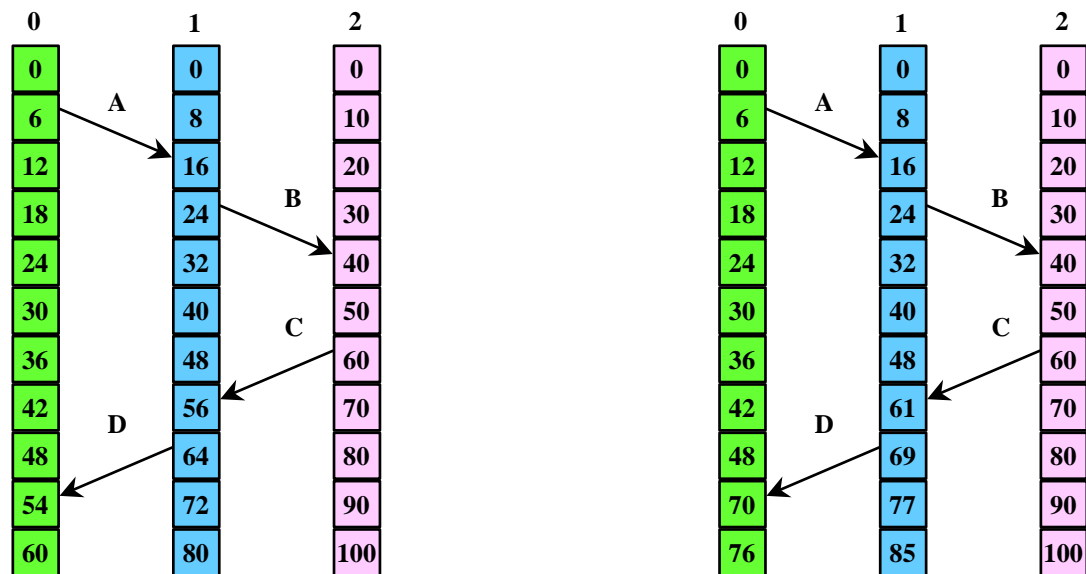 0 1 2 0 1 2
0 0 0 0 0 0
A A
6 8 10 6 8 10
12 16 20 12 16 20
B B
18 24 30 18 24 30
24 32 40 24 32 40
30 40 50 30 40 50
C C
36 48 60 36 48 60
42 56 70 42 61 70
D D
48 64 80 48 69 80
54 72 90 70 77 90
60 80 100 76 85 100